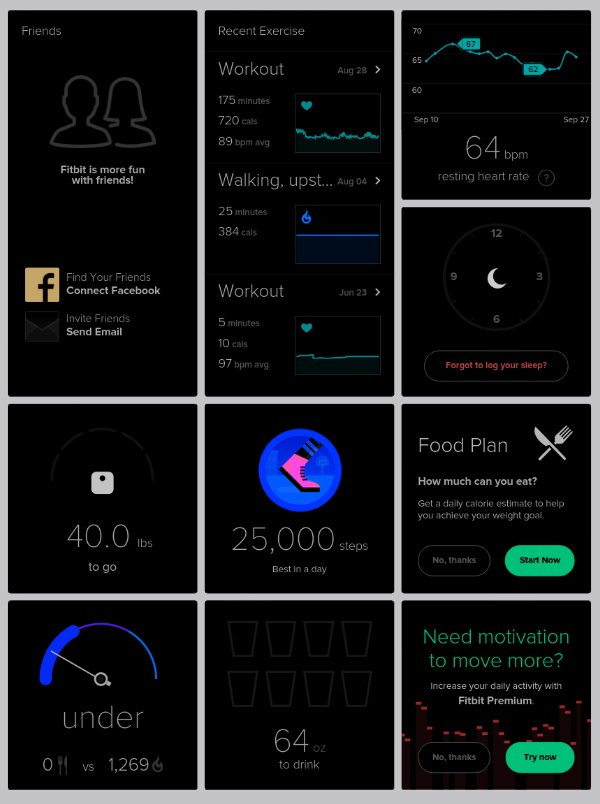 Friends
Fitbit is more fun
with friends!
Find Your Friends
Connect Facebook
Invite Friends
Send Email
Recent Exercise
Workout Aug 28
175 minutes
720 cals
89 bpm avg
Walking, upst... Aug 04
25 minutes
384 cals
Workout Jun 23
5 minutes
10 cals
97 bpm avg
70
67
65
62
60
Sep 10 Sep 27
64 bpm
resting heart rate ?
12
9 3
6
Forgot to log your sleep?
40.0 lbs
to go
25,000 steps
Best in a day
Food Plan
How much can you eat?
Get a daily calorie estimate to help
you achieve your weight goal.
No, thanks Start Now
under
0 vs 1,269
64 oz
to drink
Need motivation
to move more?
Increase your daily activity with
Fitbit Premium.
No, thanks Try now